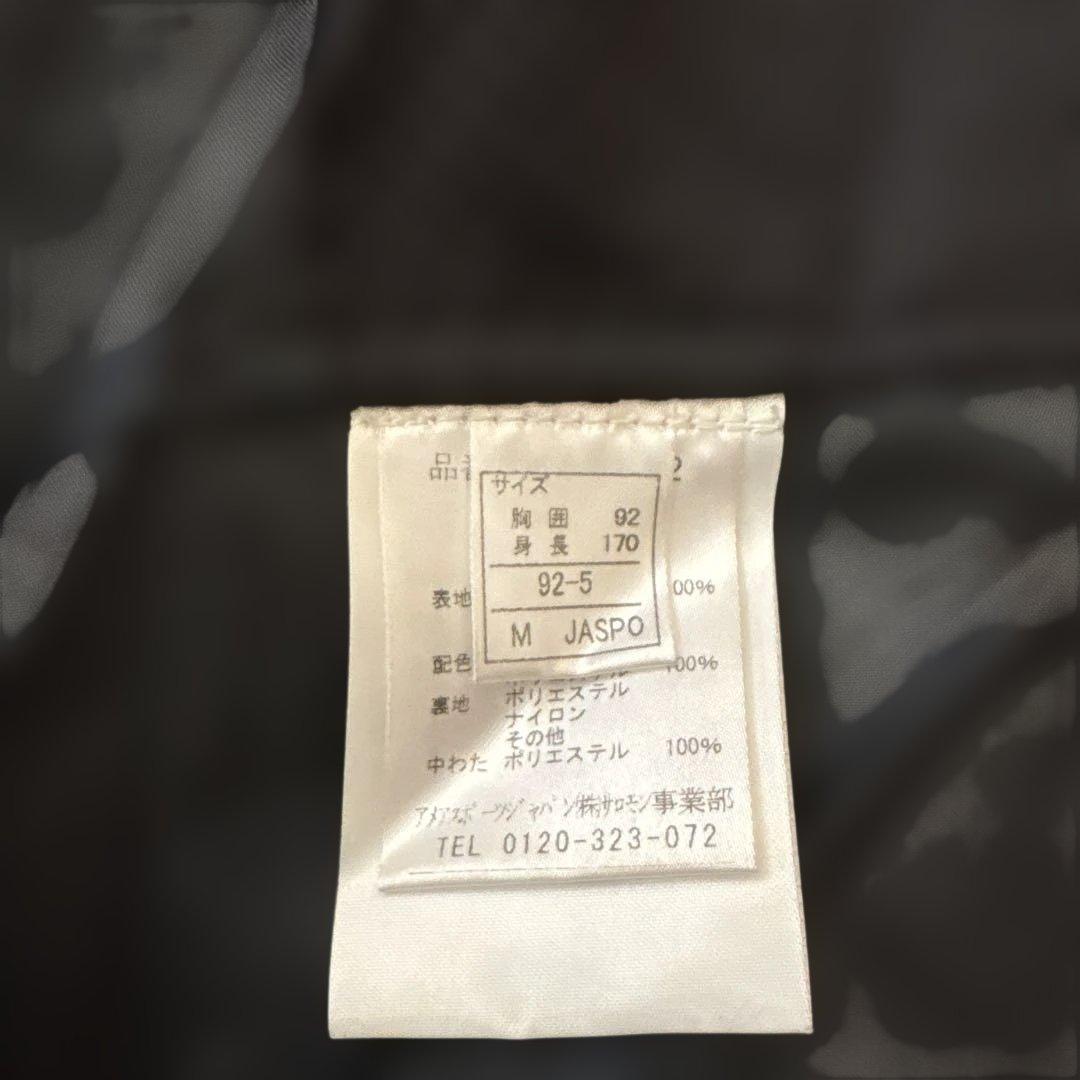 サイズ
胸囲 92
身長 170
92-5
M JASPO
品番 2
表地 00%
配色 100%
裏地 ポリエステル
ナイロン
その他
中わた ポリエステル 100%
アメアスポーツジャパン㈱サロモン事業部
TEL 0120-323-072